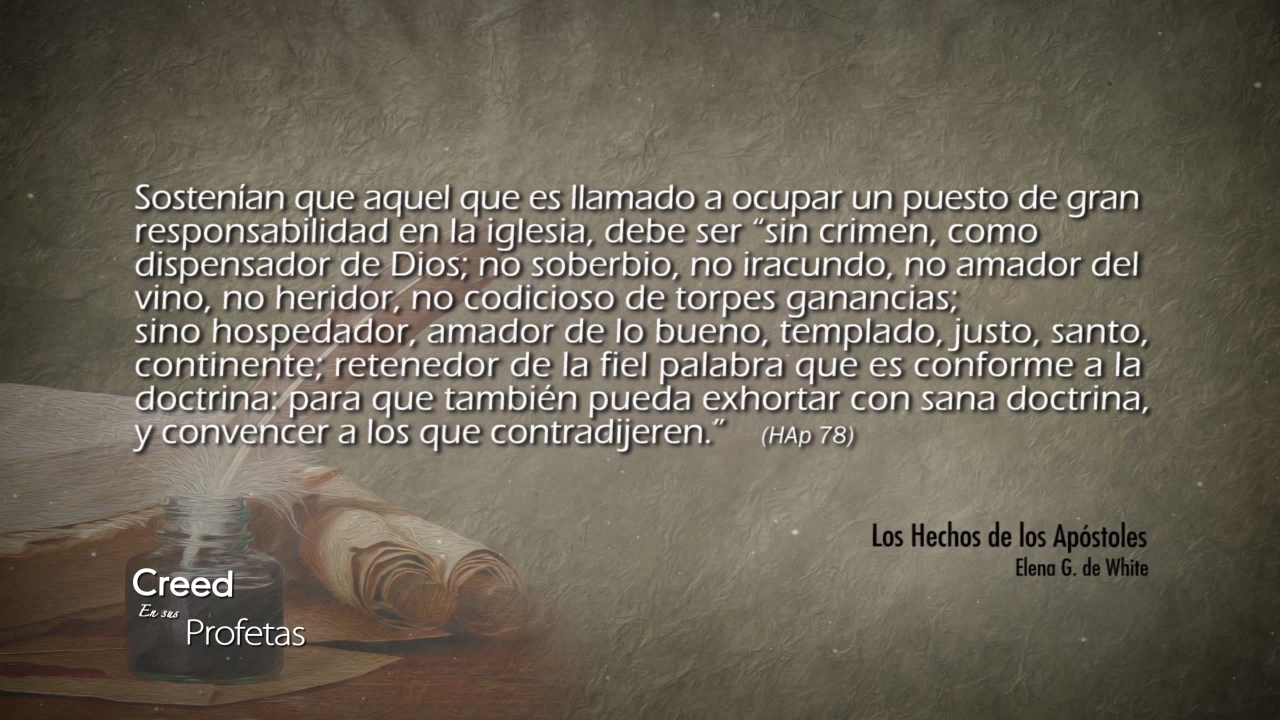 Sostenían que aquel que es llamado a ocupar un puesto de gran
responsabilidad en la iglesia, debe ser “sin crimen, como
dispensador de Dios; no soberbio, no iracundo, no amador del
vino, no heridor, no codicioso de torpes ganancias;
sino hospedador, amador de lo bueno, templado, justo, santo,
continente; retenedor de la fiel palabra que es conforme a la
doctrina: para que también pueda exhortar con sana doctrina,
y convencer a los que contradijeren.” (HAp 78)
Los Hechos de los Apóstoles
Elena G. de White
Creed
En sus
Profetas